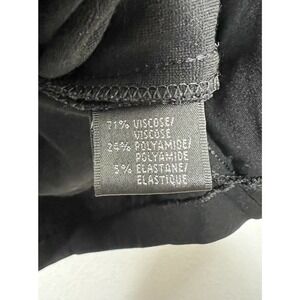 71% VISCOSE/
VISCOSE
24% POLYAMIDE/
POLYAMIDE
5% ELASTANE/
ELASTIQUE